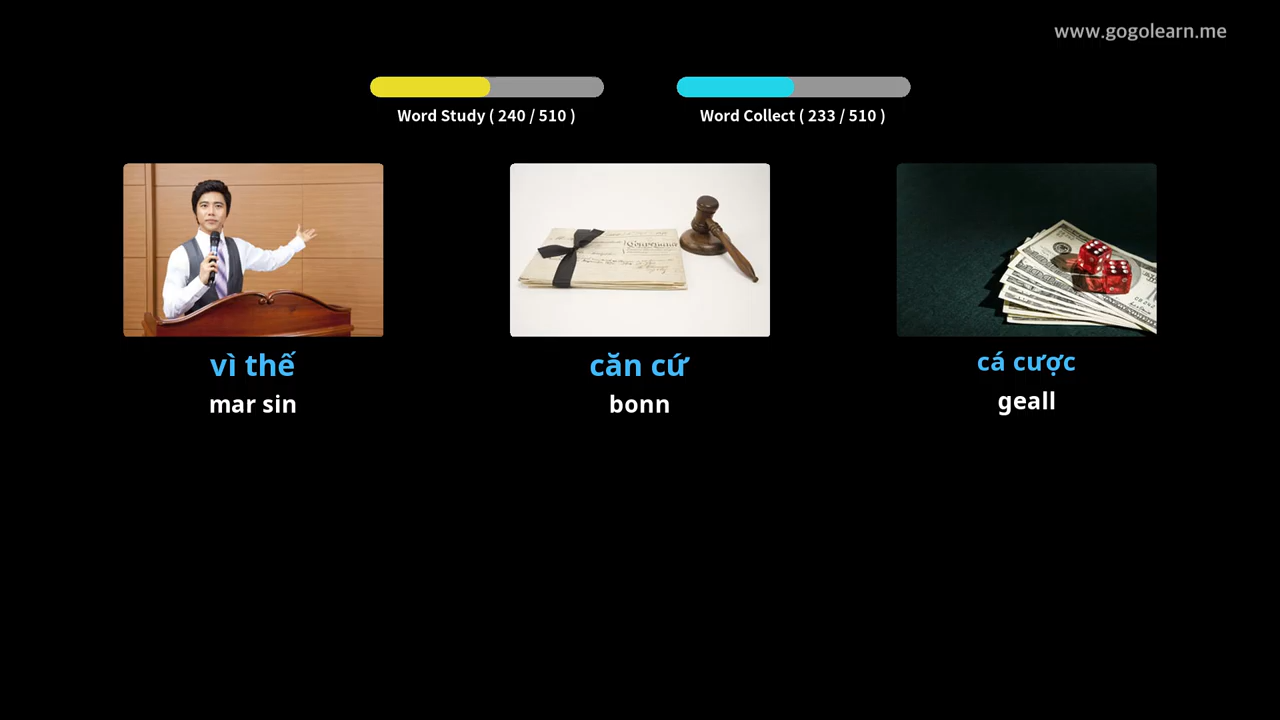 www.gogolearn.me
Word Study ( 240 / 510 )
Word Collect ( 233 / 510 )
vì thế
mar sin
căn cứ
bonn
cá cược
geall